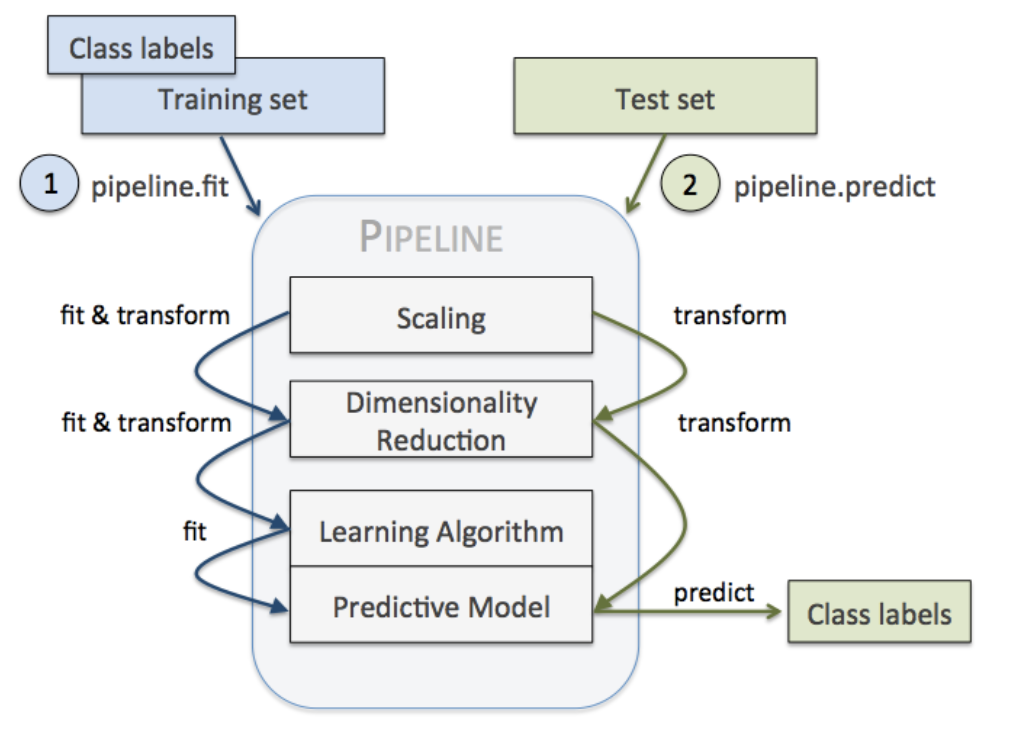 Class labels
Training set
Test set
1
pipeline.fit
2
pipeline.predict
PIPELINE
fit & transform
Scaling
transform
fit & transform
Dimensionality
Reduction
transform
fit
Learning Algorithm
Predictive Model
predict
Class labels